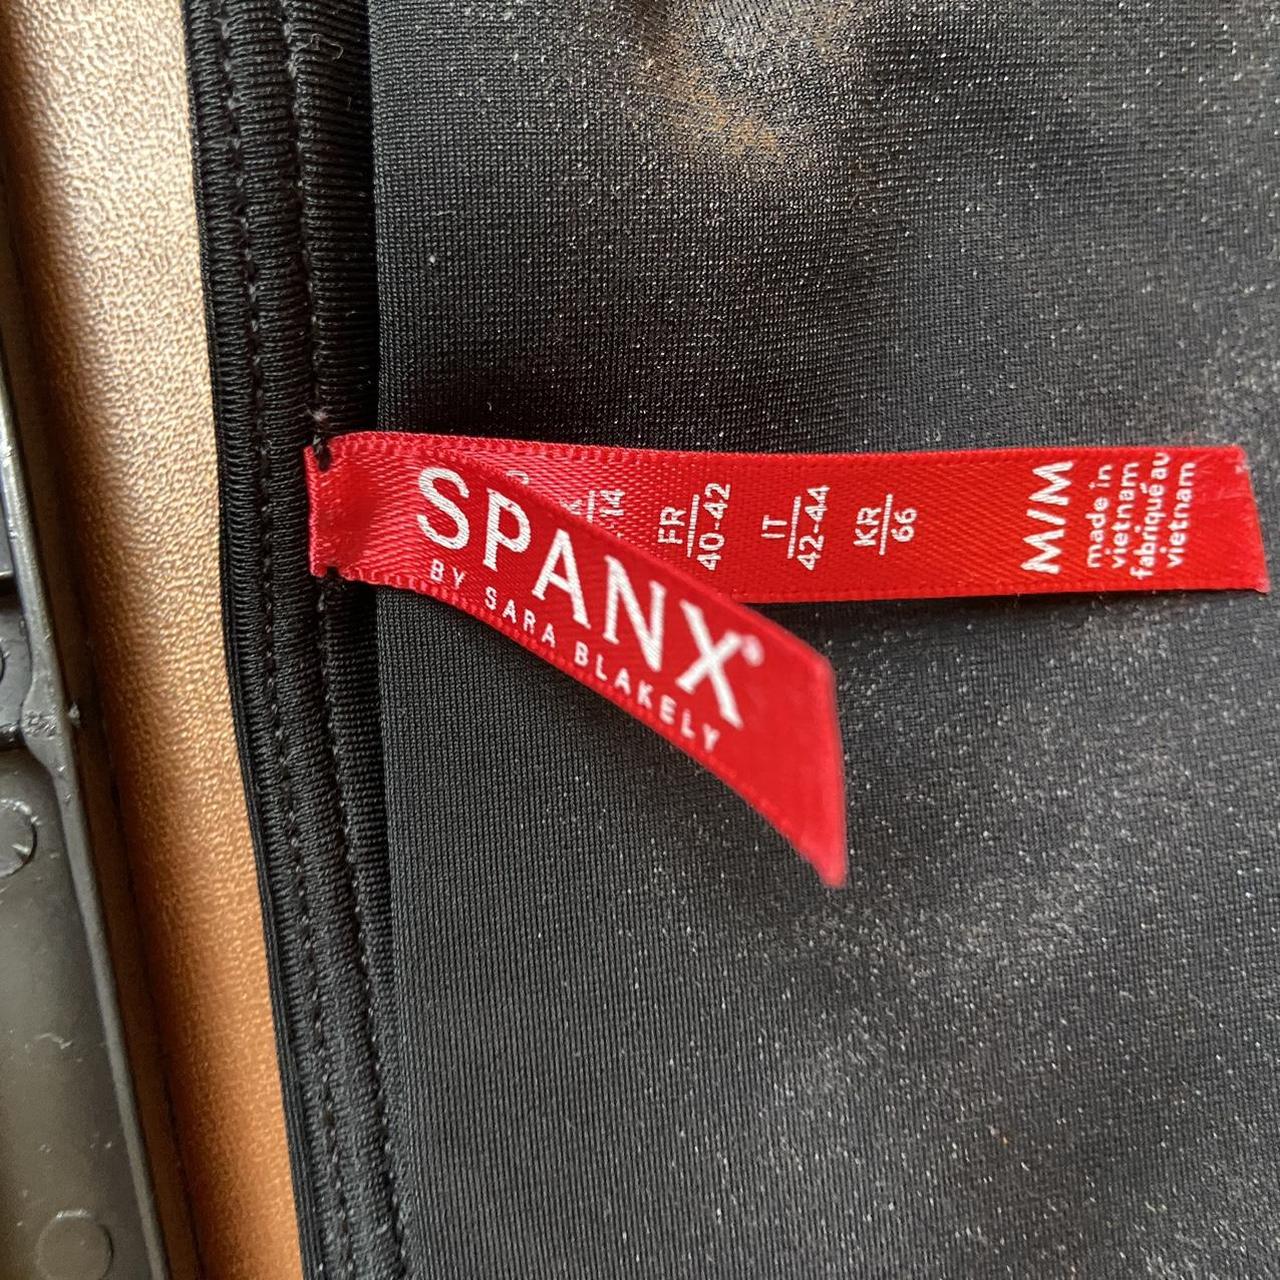 SPANX®
BY SARA BLAKELY
FR
40-42
IT
42-44
KR
66
M/M
made in
vietnam
fabriqué au
vietnam